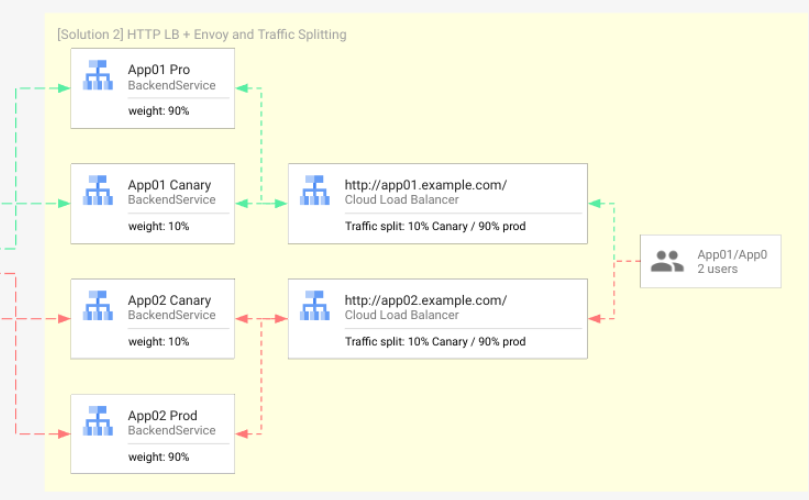 [Solution 2] HTTP LB + Envoy and Traffic Splitting
App01 Pro
BackendService
weight: 90%
App01 Canary
BackendService
weight: 10%
http://app01.example.com/
Cloud Load Balancer
Traffic split: 10% Canary / 90% prod
App01/App0
2 users
App02 Canary
BackendService
weight: 10%
http://app02.example.com/
Cloud Load Balancer
Traffic split: 10% Canary / 90% prod
App02 Prod
BackendService
weight: 90%